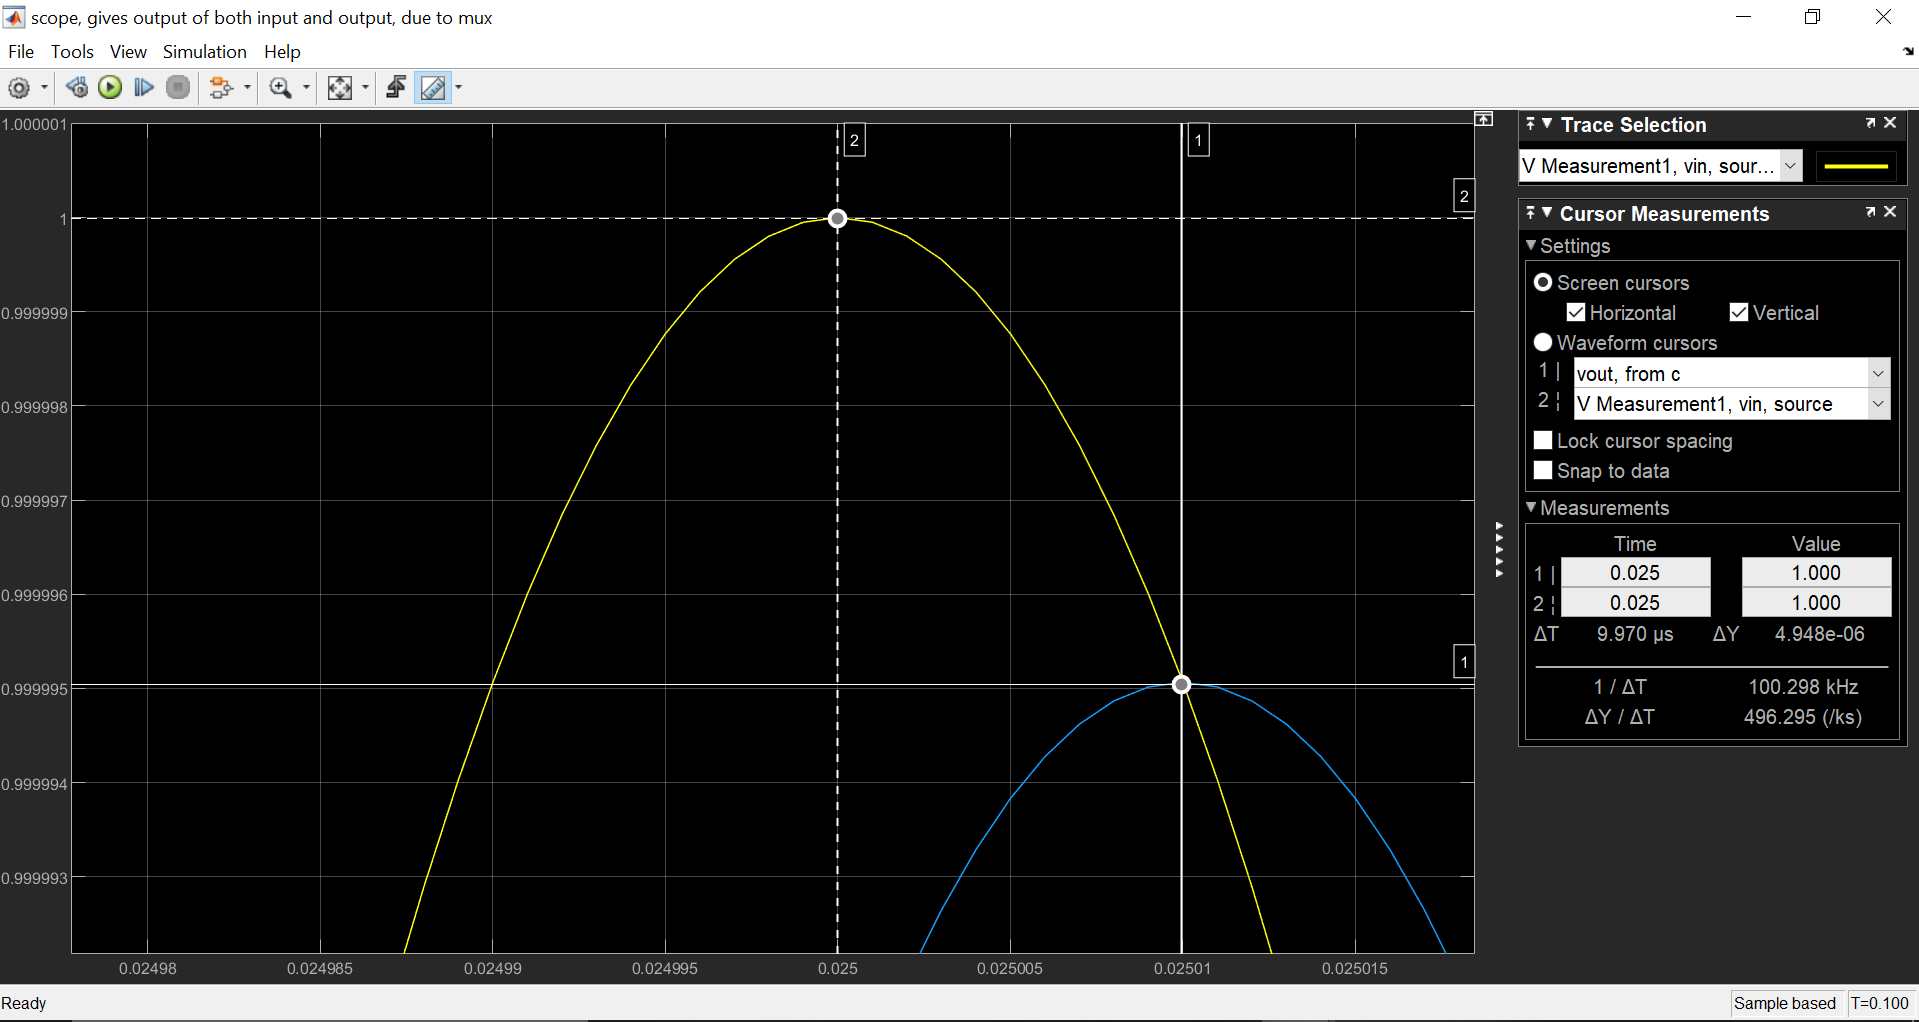 scope, gives output of both input and output, due to mux
File Tools View Simulation Help
1.000001
1
0.999999
0.999998
0.999997
0.999996
0.999995
0.999994
0.999993
0.02498 0.024985 0.02499 0.024995 0.025 0.025005 0.02501 0.025015
2
1
2
1
Trace Selection
V Measurement1, vin, sour...
Cursor Measurements
Settings
Screen cursors
Horizontal Vertical
Waveform cursors
1 | vout, from c
2 ¦ V Measurement1, vin, source
Lock cursor spacing
Snap to data
Measurements
Time Value
1 | 0.025 1.000
2 ¦ 0.025 1.000
ΔT 9.970 µs ΔY 4.948e-06
1 / ΔT 100.298 kHz
ΔY / ΔT 496.295 (/ks)
Ready Sample based T=0.100